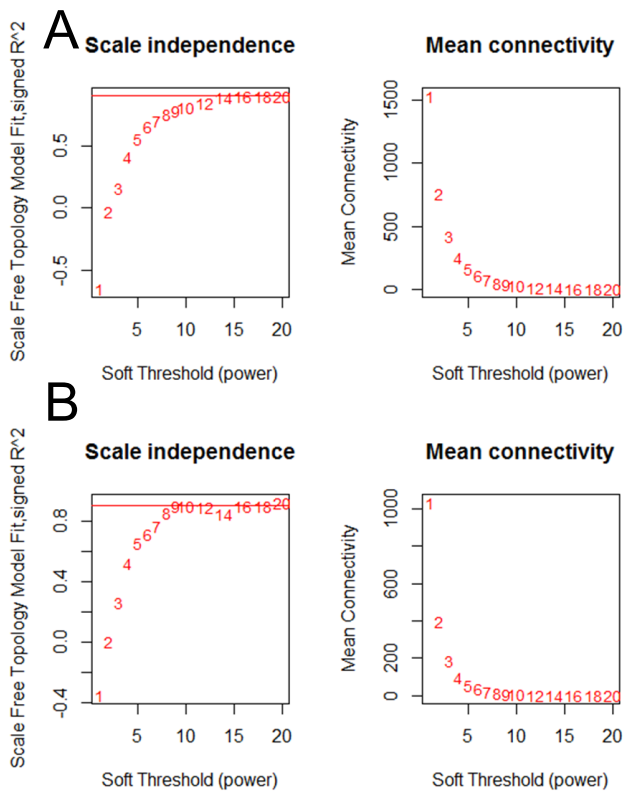 A
Scale independence
Scale Free Topology Model Fit,signed R^2
0.5
0.0
-0.5
1 2 3 4 5 6 7 8 9 10 12 14 16 18 20
5 10 15 20
Soft Threshold (power)
Mean connectivity
Mean Connectivity
1500
1000
500
0
1 2 3 4 5 6 7 8 9 10 12 14 16 18 20
5 10 15 20
Soft Threshold (power)
B
Scale independence
Scale Free Topology Model Fit,signed R^2
0.8
0.4
0.0
-0.4
1 2 3 4 5 6 7 8 9 10 12 14 16 18 20
5 10 15 20
Soft Threshold (power)
Mean connectivity
Mean Connectivity
1000
600
200
0
1 2 3 4 5 6 7 8 9 10 12 14 16 18 20
5 10 15 20
Soft Threshold (power)